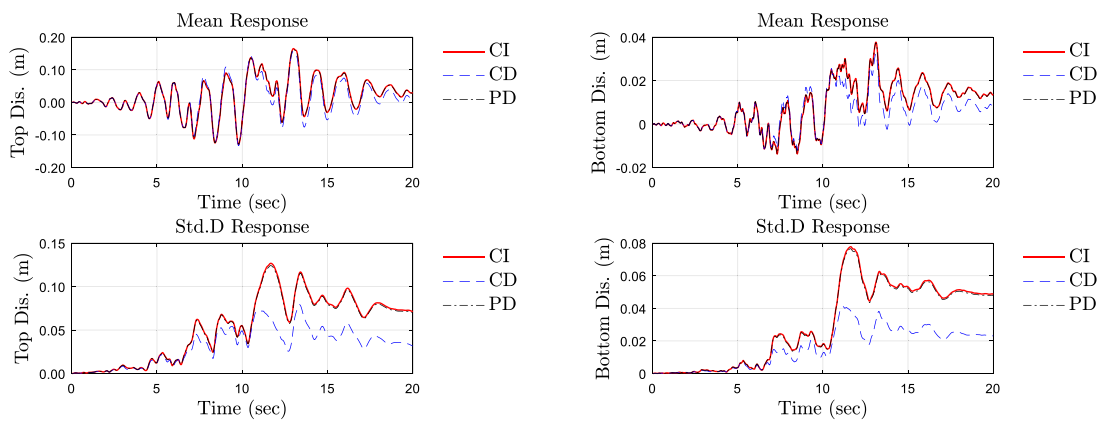 Mean Response
Top Dis. (m)
0.20
0.10
0.00
-0.10
-0.20
0 5 10 15 20
Time (sec)
CI
CD
PD
Mean Response
Bottom Dis. (m)
0.04
0.02
0
-0.02
0 5 10 15 20
Time (sec)
CI
CD
PD
Std.D Response
Top Dis. (m)
0.15
0.10
0.05
0.00
0 5 10 15 20
Time (sec)
CI
CD
PD
Std.D Response
Bottom Dis. (m)
0.08
0.06
0.04
0.02
0
0 5 10 15 20
Time (sec)
CI
CD
PD